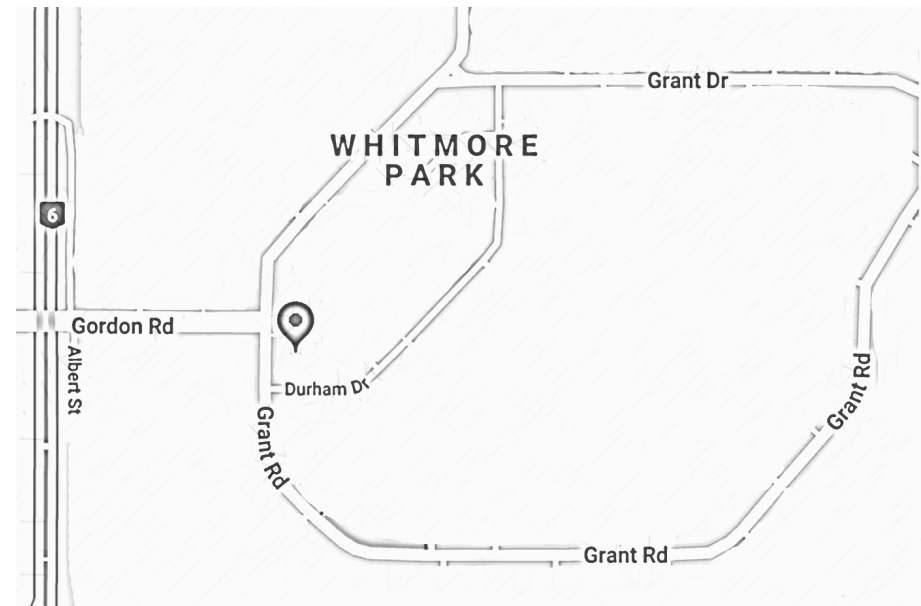 Grant Dr
WHITMORE
PARK
6
Gordon Rd
Albert St
Durham Dr
Grant Rd
Grant Rd
Grant Rd